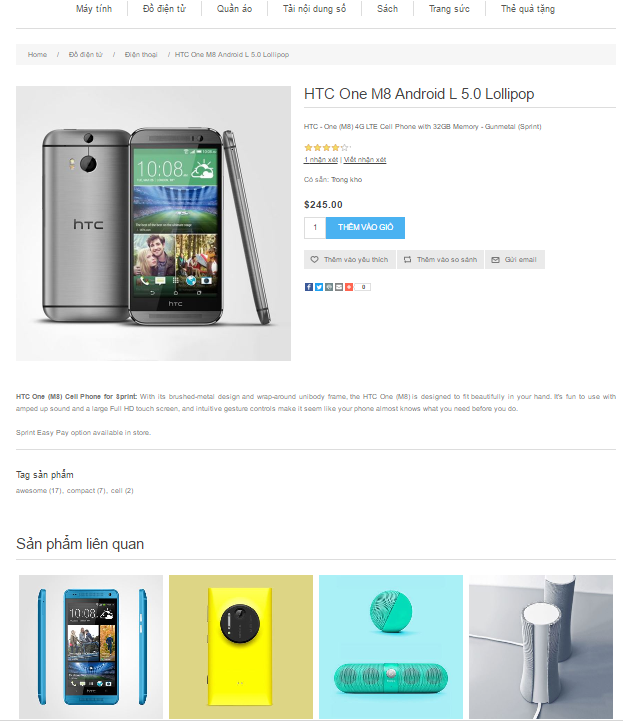 Máy tính Đồ điện tử Quần áo Tải nội dung số Sách Trang sức Thẻ quà tặng
Home / Đồ điện tử / Điện thoại / HTC One M8 Android L 5.0 Lollipop
HTC One M8 Android L 5.0 Lollipop
HTC - One (M8) 4G LTE Cell Phone with 32GB Memory - Gunmetal (Sprint)
1 nhận xét | Viết nhận xét
Có sẵn: Trong kho
$245.00
1 THÊM VÀO GIỎ
Thêm vào yêu thích Thêm vào so sánh Gửi email
0
hTC
10:08
hTC
HTC One (M8) Cell Phone for Sprint: With its brushed-metal design and wrap-around unibody frame, the HTC One (M8) is designed to fit beautifully in your hand. It's fun to use with
amped up sound and a large Full HD touch screen, and intuitive gesture controls make it seem like your phone almost knows what you need before you do.
Sprint Easy Pay option available in store.
Tag sản phẩm
awesome (17), compact (7), cell (2)
Sản phẩm liên quan
10:08
hTC